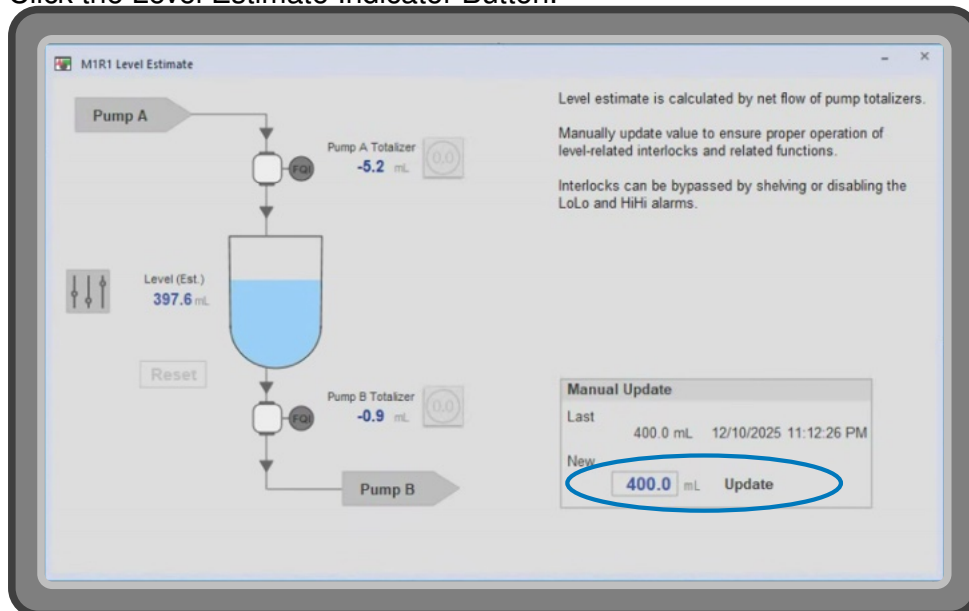 Click the Level Estimate Indicator Button.
M1R1 Level Estimate
Pump A
Pump A Totalizer
-5.2 mL
0.0
FQI
Level estimate is calculated by net flow of pump totalizers.
Manually update value to ensure proper operation of
level-related interlocks and related functions.
Interlocks can be bypassed by shelving or disabling the
LoLo and HiHi alarms.
Level (Est.)
397.6 mL
Reset
Pump B Totalizer
-0.9 mL
0.0
FQI
Pump B
Manual Update
Last
400.0 mL 12/10/2025 11:12:26 PM
New
400.0 mL Update